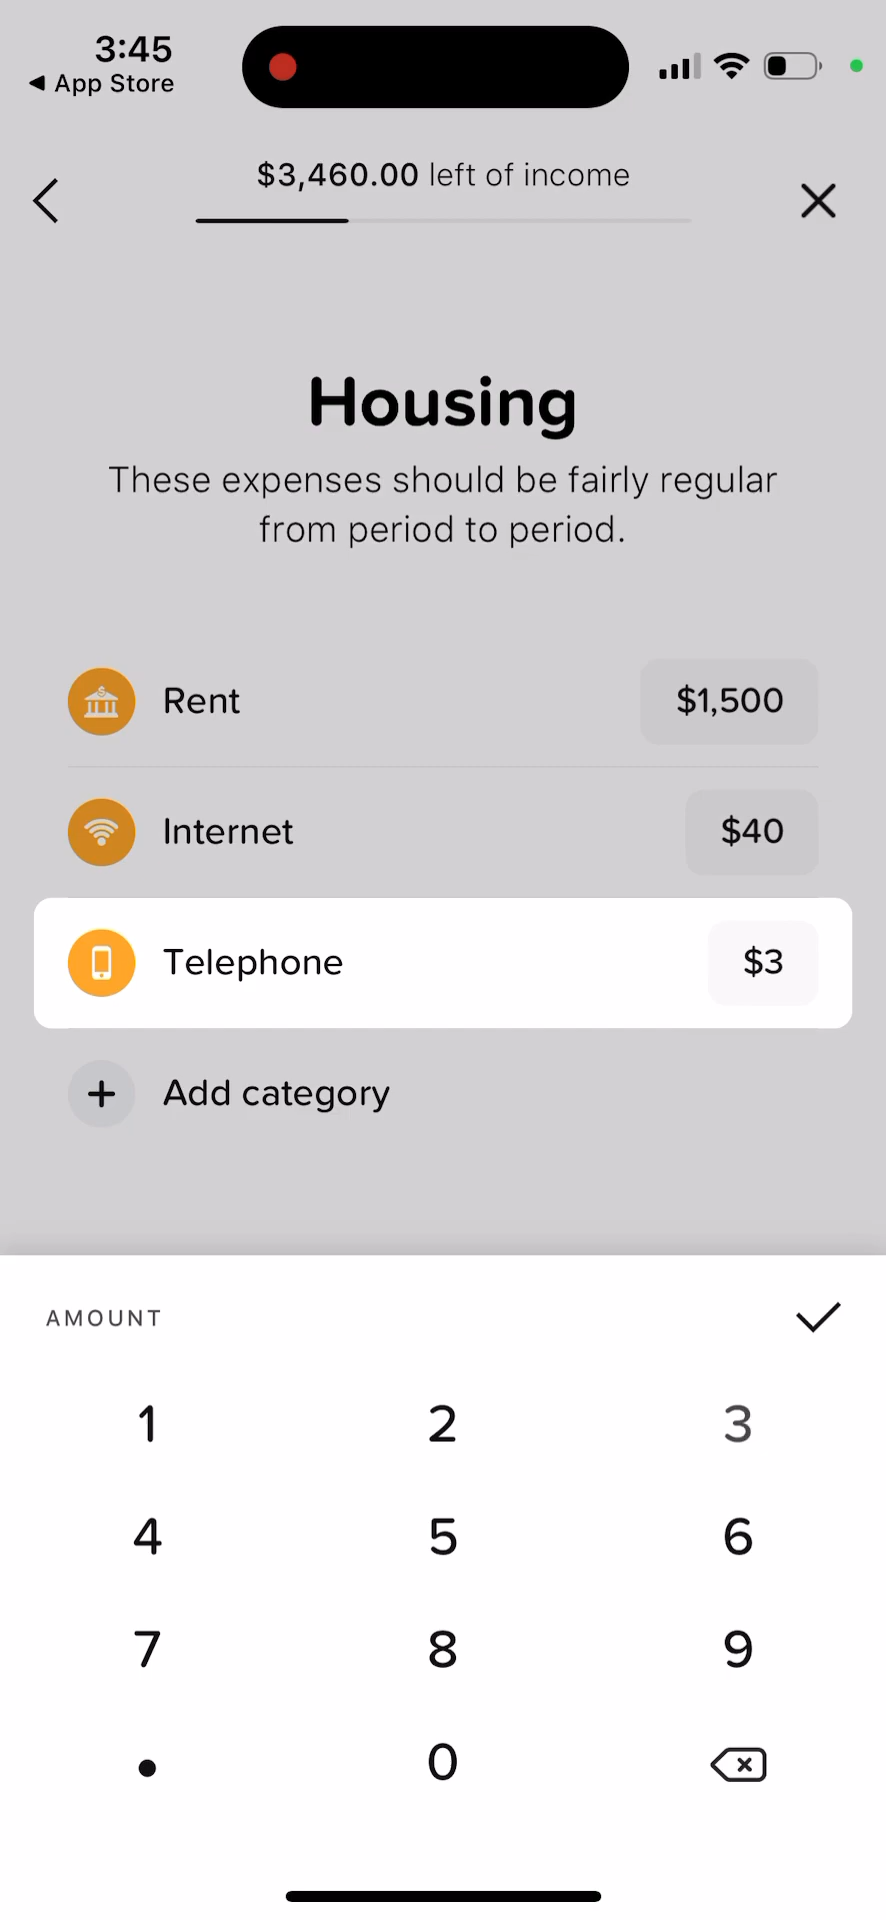 3:45
App Store
$3,460.00 left of income
Housing
These expenses should be fairly regular
from period to period.
Rent $1,500
Internet $40
Telephone $3
Add category
AMOUNT
1 2 3
4 5 6
7 8 9
. 0